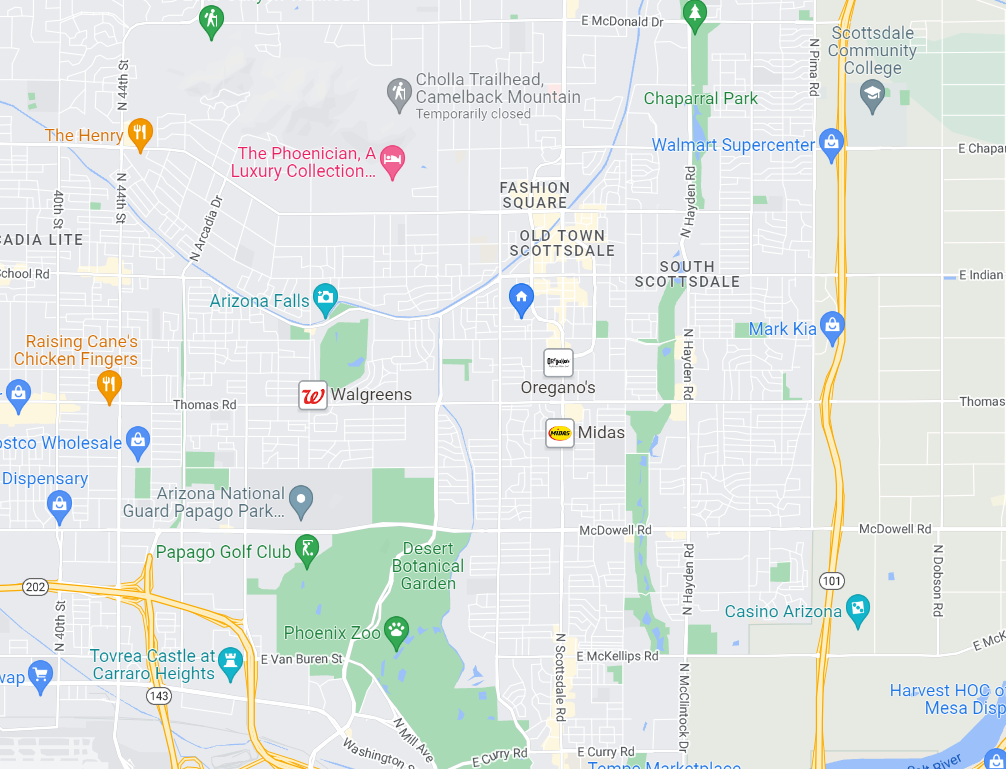 E McDonald Dr
Scottsdale
Community
College
N 44th St
N Pima Rd
Cholla Trailhead,
Camelback Mountain
Temporarily closed
Chaparral Park
The Henry
Walmart Supercenter
E Chapar
The Phoenician, A
Luxury Collection...
FASHION
SQUARE
40th St
N 44th St
N Arcadia Dr
N Hayden Rd
CADIA LITE
OLD TOWN
SCOTTSDALE
SOUTH
SCOTTSDALE
School Rd
E Indian
Arizona Falls
Mark Kia
Raising Cane's
Chicken Fingers
N Hayden Rd
Oregano's
Walgreens
Thomas Rd
Thomas
MIDAS
Midas
ostco Wholesale
Dispensary
Arizona National
Guard Papago Park...
McDowell Rd
McDowell Rd
Papago Golf Club
Desert
Botanical
Garden
N Hayden Rd
N Dobson Rd
202
101
N 40th St
Casino Arizona
Phoenix Zoo
N Scottsdale Rd
E McK
Tovrea Castle at
Carraro Heights
E Van Buren St
E McKellips Rd
wap
143
N McClintock Dr
Harvest HOC o
Mesa Disp
N Mill Ave
Washington S
E Curry Rd
E Curry Rd
Tempe Marketplace
Salt River